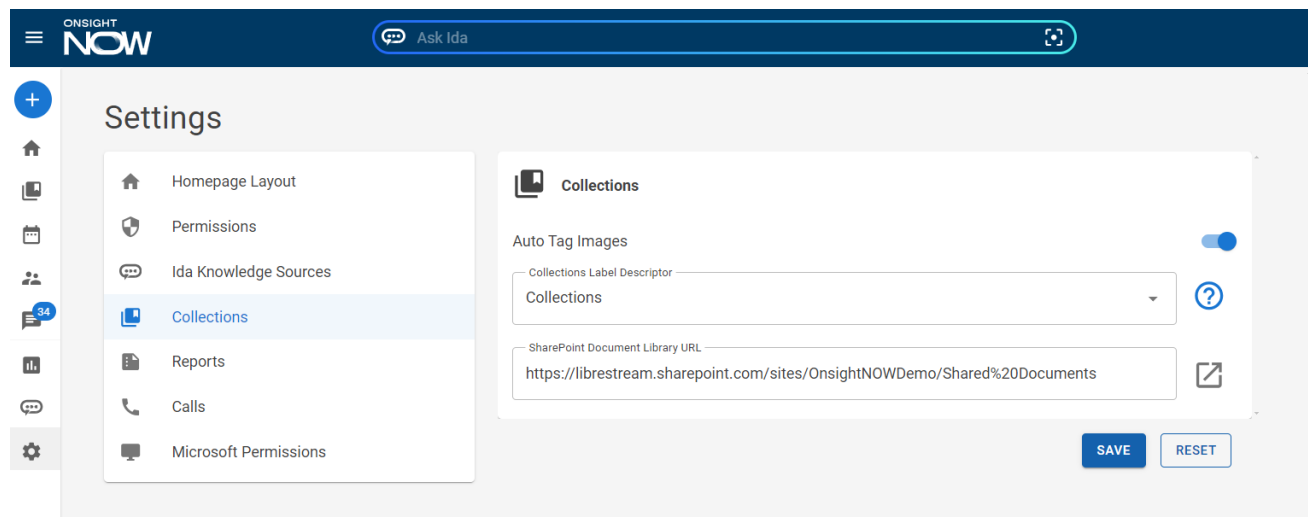 ONSIGHT
NOW
Ask Ida
Settings
Homepage Layout
Permissions
Ida Knowledge Sources
Collections
Reports
Calls
Microsoft Permissions
34
Collections
Auto Tag Images
Collections Label Descriptor
Collections
?
SharePoint Document Library URL
https://librestream.sharepoint.com/sites/OnsightNOWDemo/Shared%20Documents
SAVE
RESET